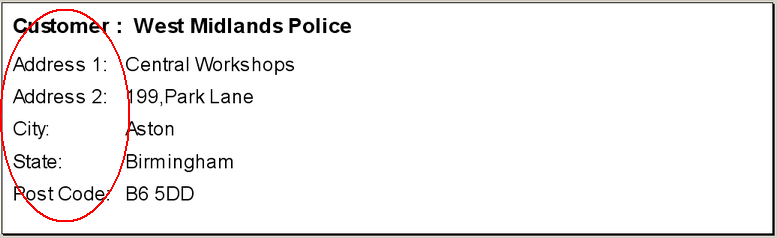 Customer : West Midlands Police
Address 1: Central Workshops
Address 2: 199,Park Lane
City: Aston
State: Birmingham
Post Code: B6 5DD